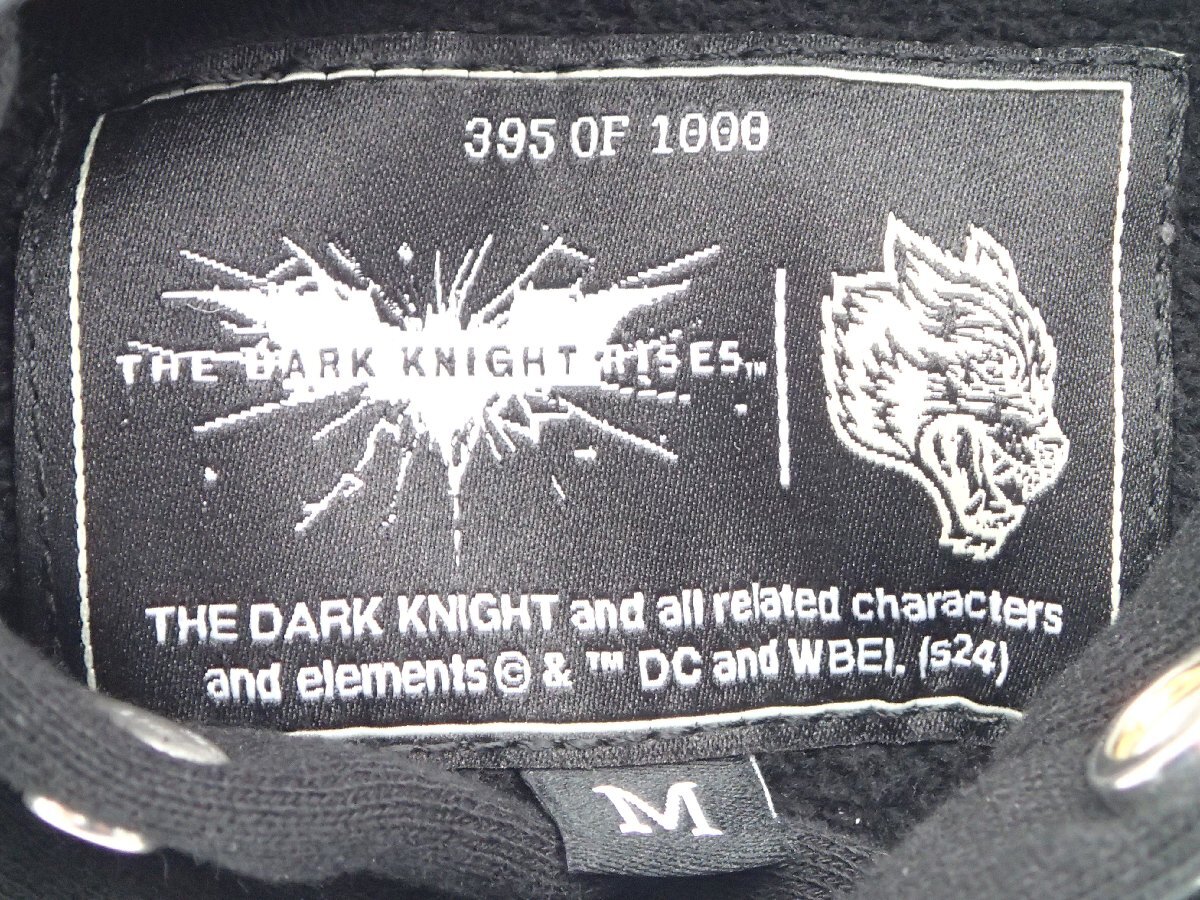 395 OF 1000
THE DARK KNIGHT RISES™
THE DARK KNIGHT and all related characters
and elements © & ™ DC and WBEI. (s24)
M